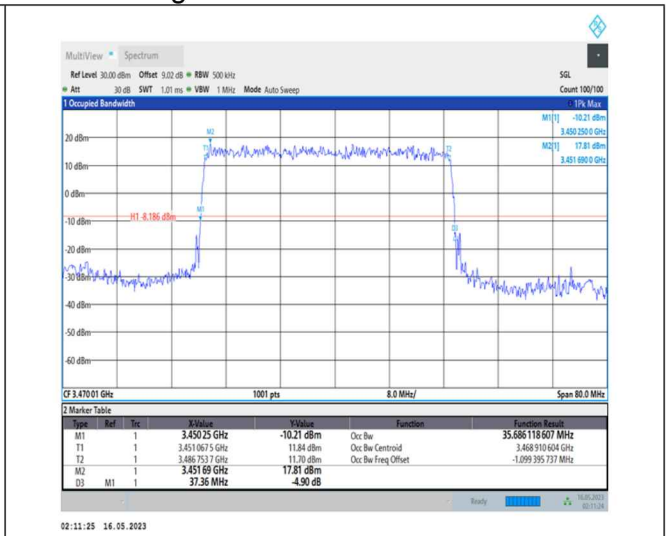 MultiView Spectrum
Ref Level 30.00 dBm Offset 9.02 dB RBW 500 kHz SGL
Att 30 dB SWT 1.01 ms VBW 1 MHz Mode Auto Sweep Count 100/100
1 Occupied Bandwidth 1Pk Max
M1[1] -10.21 dBm
3.450 250 0 GHz
M2[1] 17.81 dBm
3.451 690 0 GHz
M2
20 dBm
T1 T2
10 dBm
0 dBm
M1
H1 -8.186 dBm
-10 dBm
D3
-20 dBm
-30 dBm
-40 dBm
-50 dBm
-60 dBm
CF 3.470 01 GHz 1001 pts 8.0 MHz/ Span 80.0 MHz
2 Marker Table
Type Ref Trc X-Value Y-Value Function Function Result
M1 1 3.450 25 GHz -10.21 dBm Occ Bw 35.686 118 607 MHz
T1 1 3.451 067 5 GHz 11.84 dBm Occ Bw Centroid 3.468 910 604 GHz
T2 1 3.486 753 7 GHz 11.70 dBm Occ Bw Freq Offset -1.099 395 737 MHz
M2 1 3.451 69 GHz 17.81 dBm
D3 M1 1 37.36 MHz -4.90 dB
Ready 16.05.2023
02:11:24
02:11:25 16.05.2023